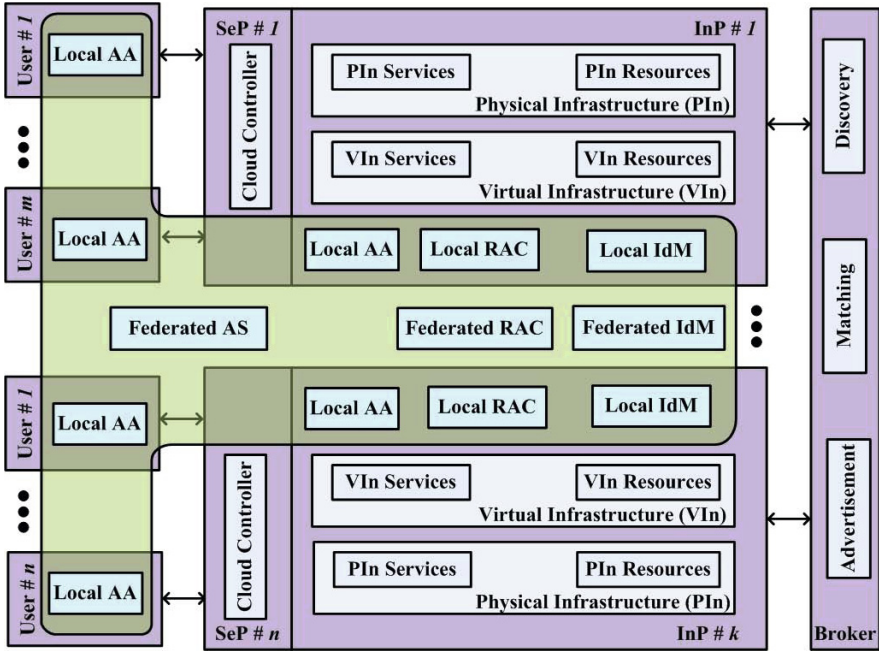 User # 1
Local AA
SeP # 1
InP # 1
Cloud Controller
PIn Services
PIn Resources
Physical Infrastructure (PIn)
VIn Services
VIn Resources
Virtual Infrastructure (VIn)
User # m
Local AA
Local AA
Local RAC
Local IdM
Federated AS
Federated RAC
Federated IdM
User # 1
Local AA
Local AA
Local RAC
Local IdM
Cloud Controller
VIn Services
VIn Resources
Virtual Infrastructure (VIn)
PIn Services
PIn Resources
Physical Infrastructure (PIn)
User # n
Local AA
SeP # n
InP # k
Discovery
Matching
Advertisement
Broker